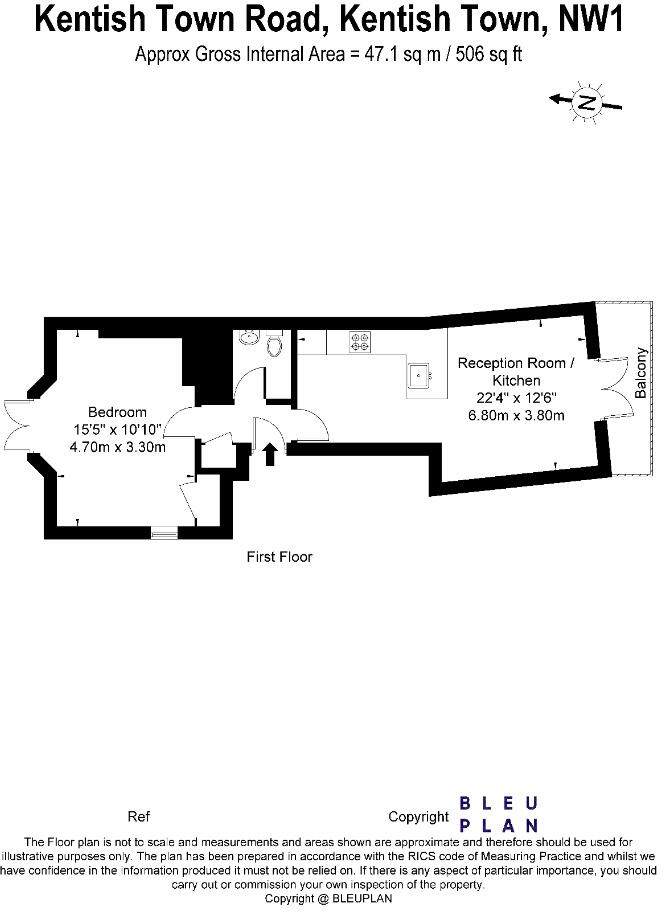 Kentish Town Road, Kentish Town, NW1
Approx Gross Internal Area = 47.1 sq m / 506 sq ft
N
Reception Room /
Kitchen
22'4" x 12'6"
6.80m x 3.80m
Balcony
Bedroom
15'5" x 10'10"
4.70m x 3.30m
First Floor
Ref
Copyright
BLEU
PLAN
The Floor plan is not to scale and measurements and areas shown are approximate and therefore should be used for
illustrative purposes only. The plan has been prepared in accordance with the RICS code of Measuring Practice and whilst we
have confidence in the information produced it must not be relied on. If there is any aspect of particular importance, you should
carry out or commission your own inspection of the property.
Copyright @ BLEUPLAN